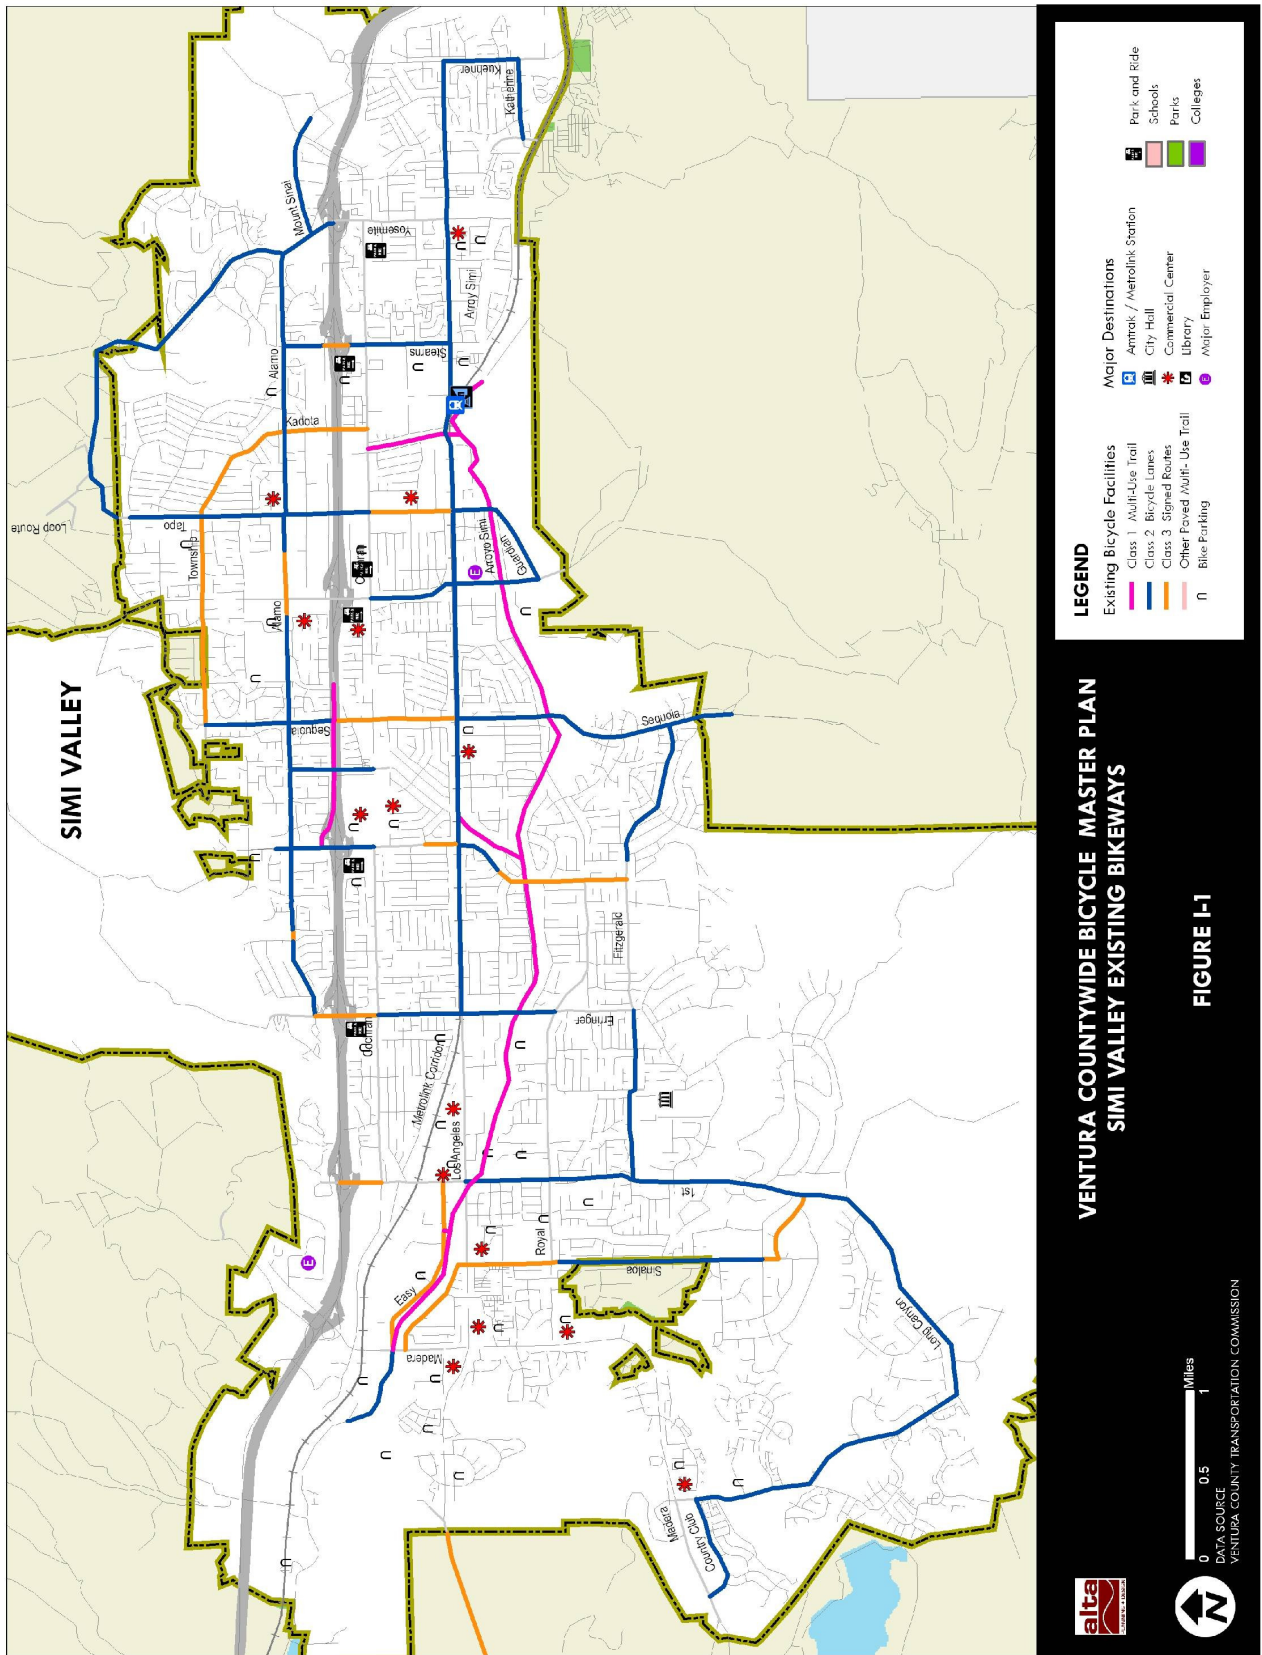 SIMI VALLEY
Loop Route
Tapo
Township
Kadota
Alamo
Alamo
Mount Sinai
Yosemite
Stearns
Kuehner
Katherine
Array Simi
Arroyo Simi
Guardian
Sequoia
Sequoia
Cochran
Erringer
Fitzgerald
Metrolink Corridor
Los Angeles
1st
Royal
Sinaloa
Easy
Madera
Long Canyon
Madera
Country Club
LEGEND
Existing Bicycle Facilities
Class 1 Multi-Use Trail
Class 2 Bicycle Lanes
Class 3 Signed Routes
Other Paved Multi- Use Trail
Bike Parking
Major Destinations
Amtrak / Metrolink Station
City Hall
Commercial Center
Library
Major Employer
Park and Ride
Schools
Parks
Colleges
VENTURA COUNTYWIDE BICYCLE MASTER PLAN
SIMI VALLEY EXISTING BIKEWAYS
FIGURE I-1
alta
PLANNING + DESIGN
N
0 0.5 1
Miles
DATA SOURCE
VENTURA COUNTY TRANSPORTATION COMMISSION